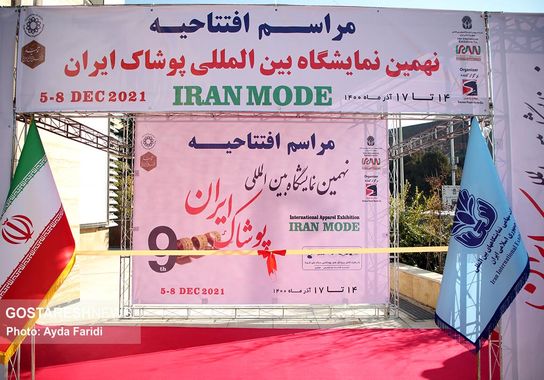 مراسم افتتاحیه
نهمین نمایشگاه بین المللی پوشاک ایران
5-8 DEC 2021
IRAN MODE
۱۴ تا ۱۷ آذر ماه ۱۴۰۰
Organizer
مراسم افتتاحیه
نهمین نمایشگاه بین المللی
پوشاک ایران
International Apparel Exhibition
IRAN MODE
9th
5-8 DEC 2021
۱۴ تا ۱۷ آذر ماه ۱۴۰۰
GOSTARESHNEWS
Photo: Ayda Faridi